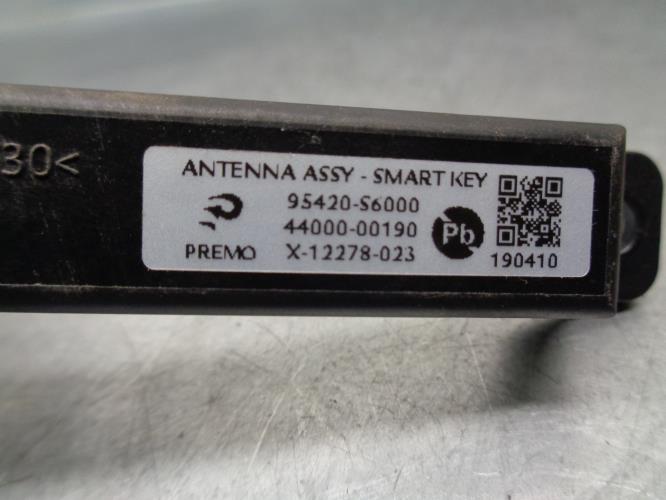 30<
ANTENNA ASSY - SMART KEY
95420-S6000
44000-00190
PREMO X-12278-023
Pb
190410